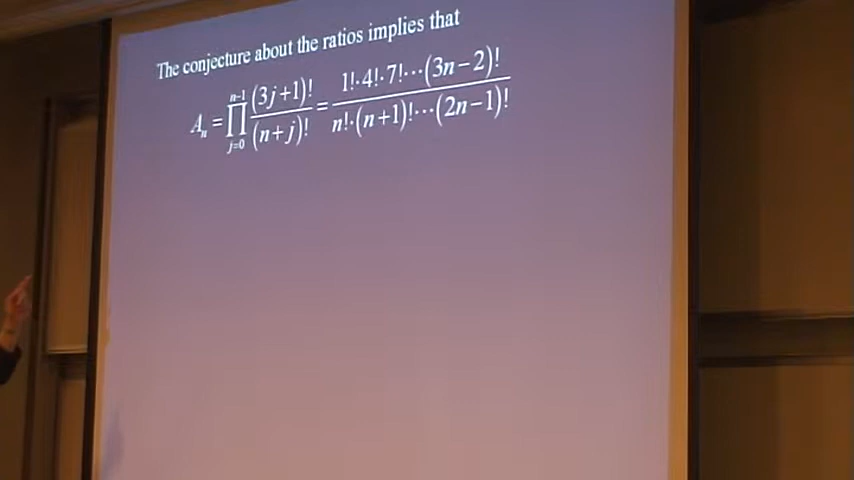 The conjecture about the ratios implies that
Aₙ = ∏_{j=0}^{n−1} (3j+1)!/(n+j)! = 1!·4!·7!⋯(3n−2)!/n!·(n+1)!⋯(2n−1)!